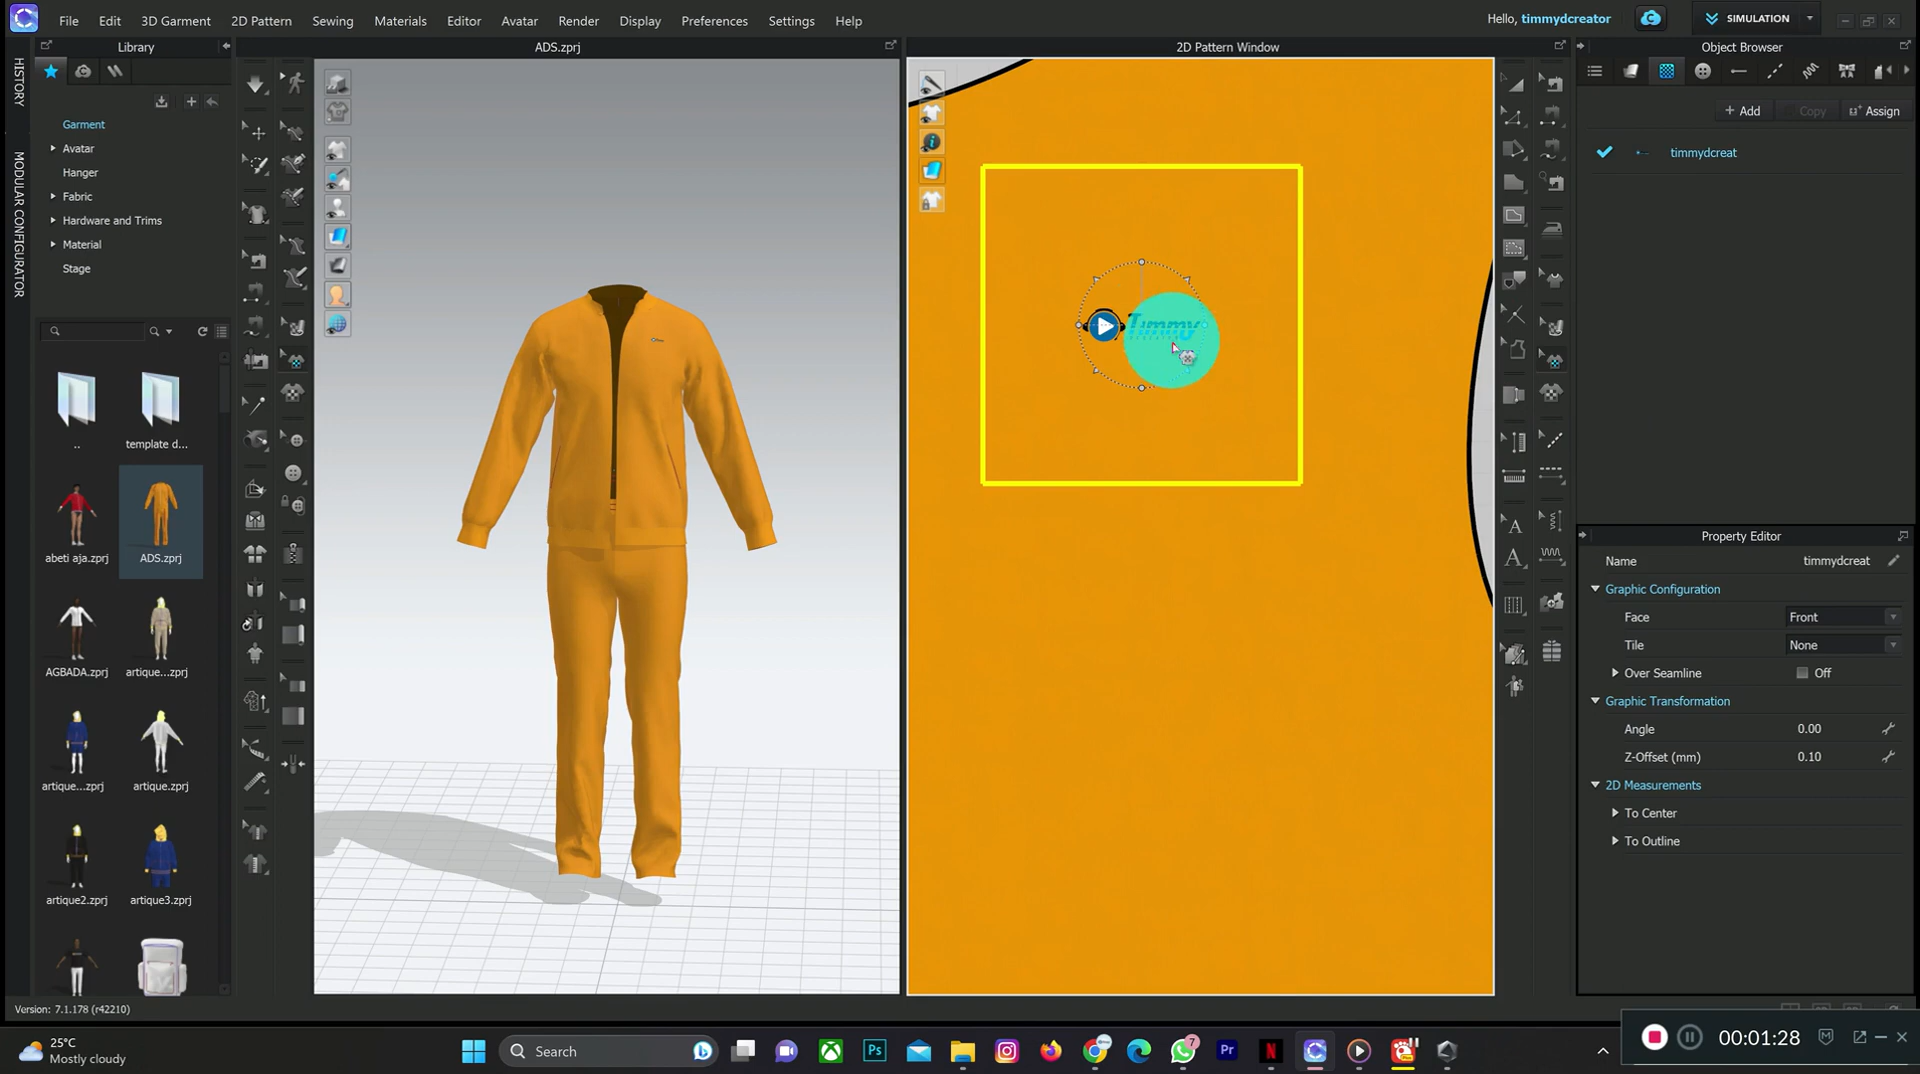 File Edit 3D Garment 2D Pattern Sewing Materials Editor Avatar Render Display Preferences Settings Help
Hello, timmydcreator
SIMULATION
HISTORY
MODULAR CONFIGURATOR
Library
ADS.zprj
2D Pattern Window
Object Browser
Garment
Avatar
Hanger
Fabric
Hardware and Trims
Material
Stage
..
template d...
abeti aja.zprj
ADS.zprj
AGBADA.zprj
artique...zprj
artique...zprj
artique.zprj
artique2.zprj
artique3.zprj
Timmy
+ Add
Copy
Assign
timmydcreat
Property Editor
Name timmydcreat
Graphic Configuration
Face Front
Tile None
Over Seamline Off
Graphic Transformation
Angle 0.00
Z-Offset (mm) 0.10
2D Measurements
To Center
To Outline
Version: 7.1.178 (r42210)
25°C
Mostly cloudy
Search
Ps
7
Pr
N
00:01:28